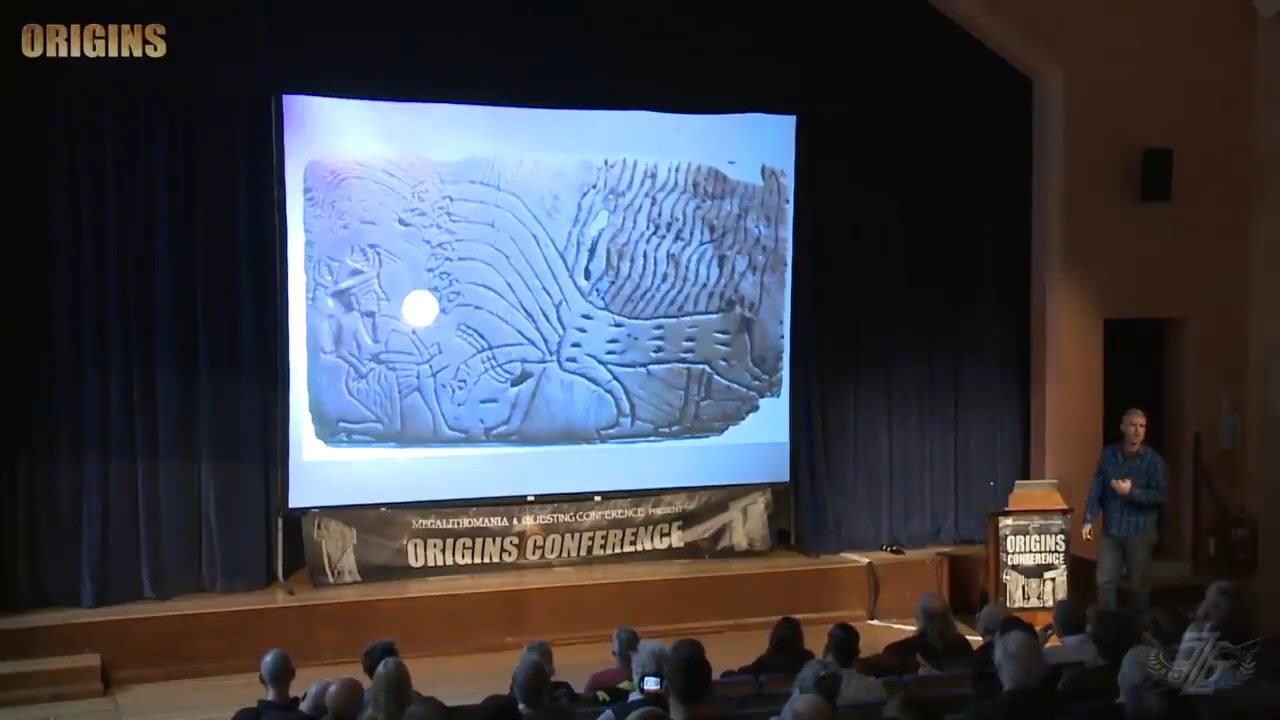 ORIGINS
MEGALITHOMANIA & QUESTING CONFERENCE PRESENT
ORIGINS CONFERENCE
ORIGINS
CONFERENCE